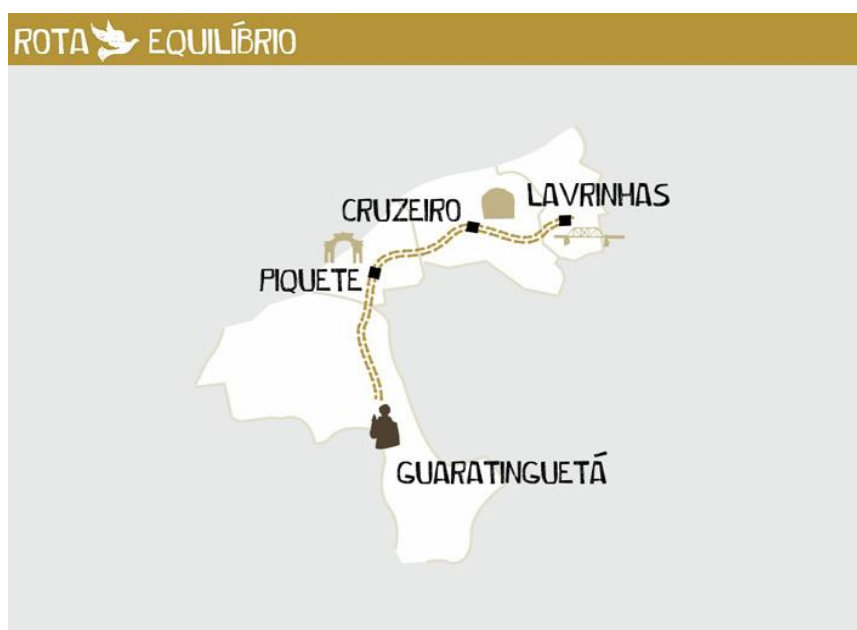 ROTA EQUILÍBRIO
LAVRINHAS
CRUZEIRO
PIQUETE
GUARATINGUETÁ